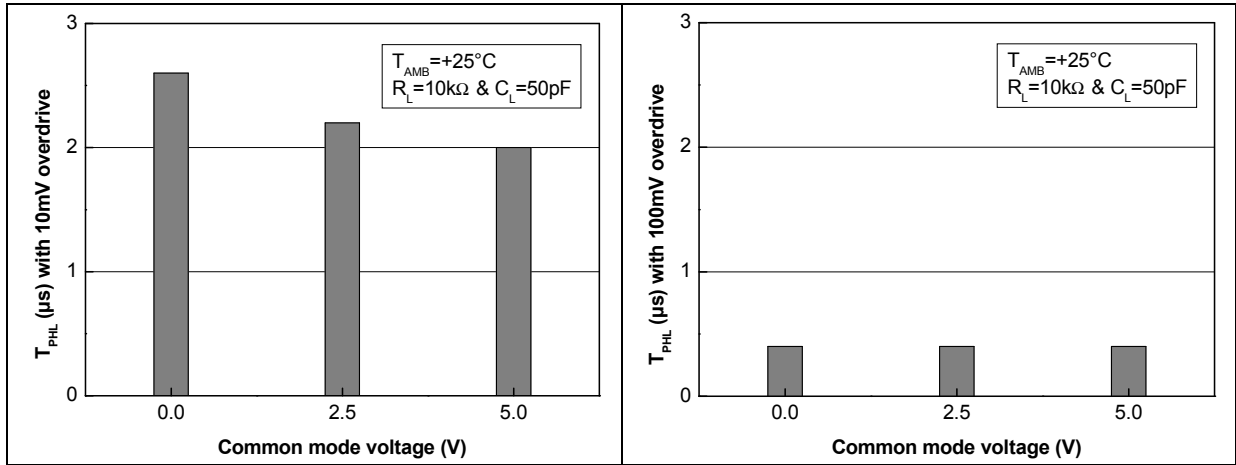 3
2
1
0
T_PHL (µs) with 10mV overdrive
T_AMB=+25°C
R_L=10kΩ & C_L=50pF
0.0 2.5 5.0
Common mode voltage (V)
3
2
1
0
T_PHL (µs) with 100mV overdrive
T_AMB=+25°C
R_L=10kΩ & C_L=50pF
0.0 2.5 5.0
Common mode voltage (V)